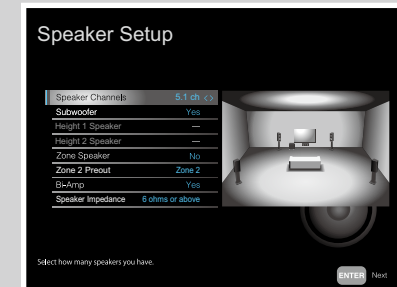 Speaker Setup
Speaker Channels 5.1 ch <>
Subwoofer Yes
Height 1 Speaker —
Height 2 Speaker —
Zone Speaker No
Zone 2 Preout Zone 2
Bi-Amp Yes
Speaker Impedance 6 ohms or above
Select how many speakers you have.
ENTER Next